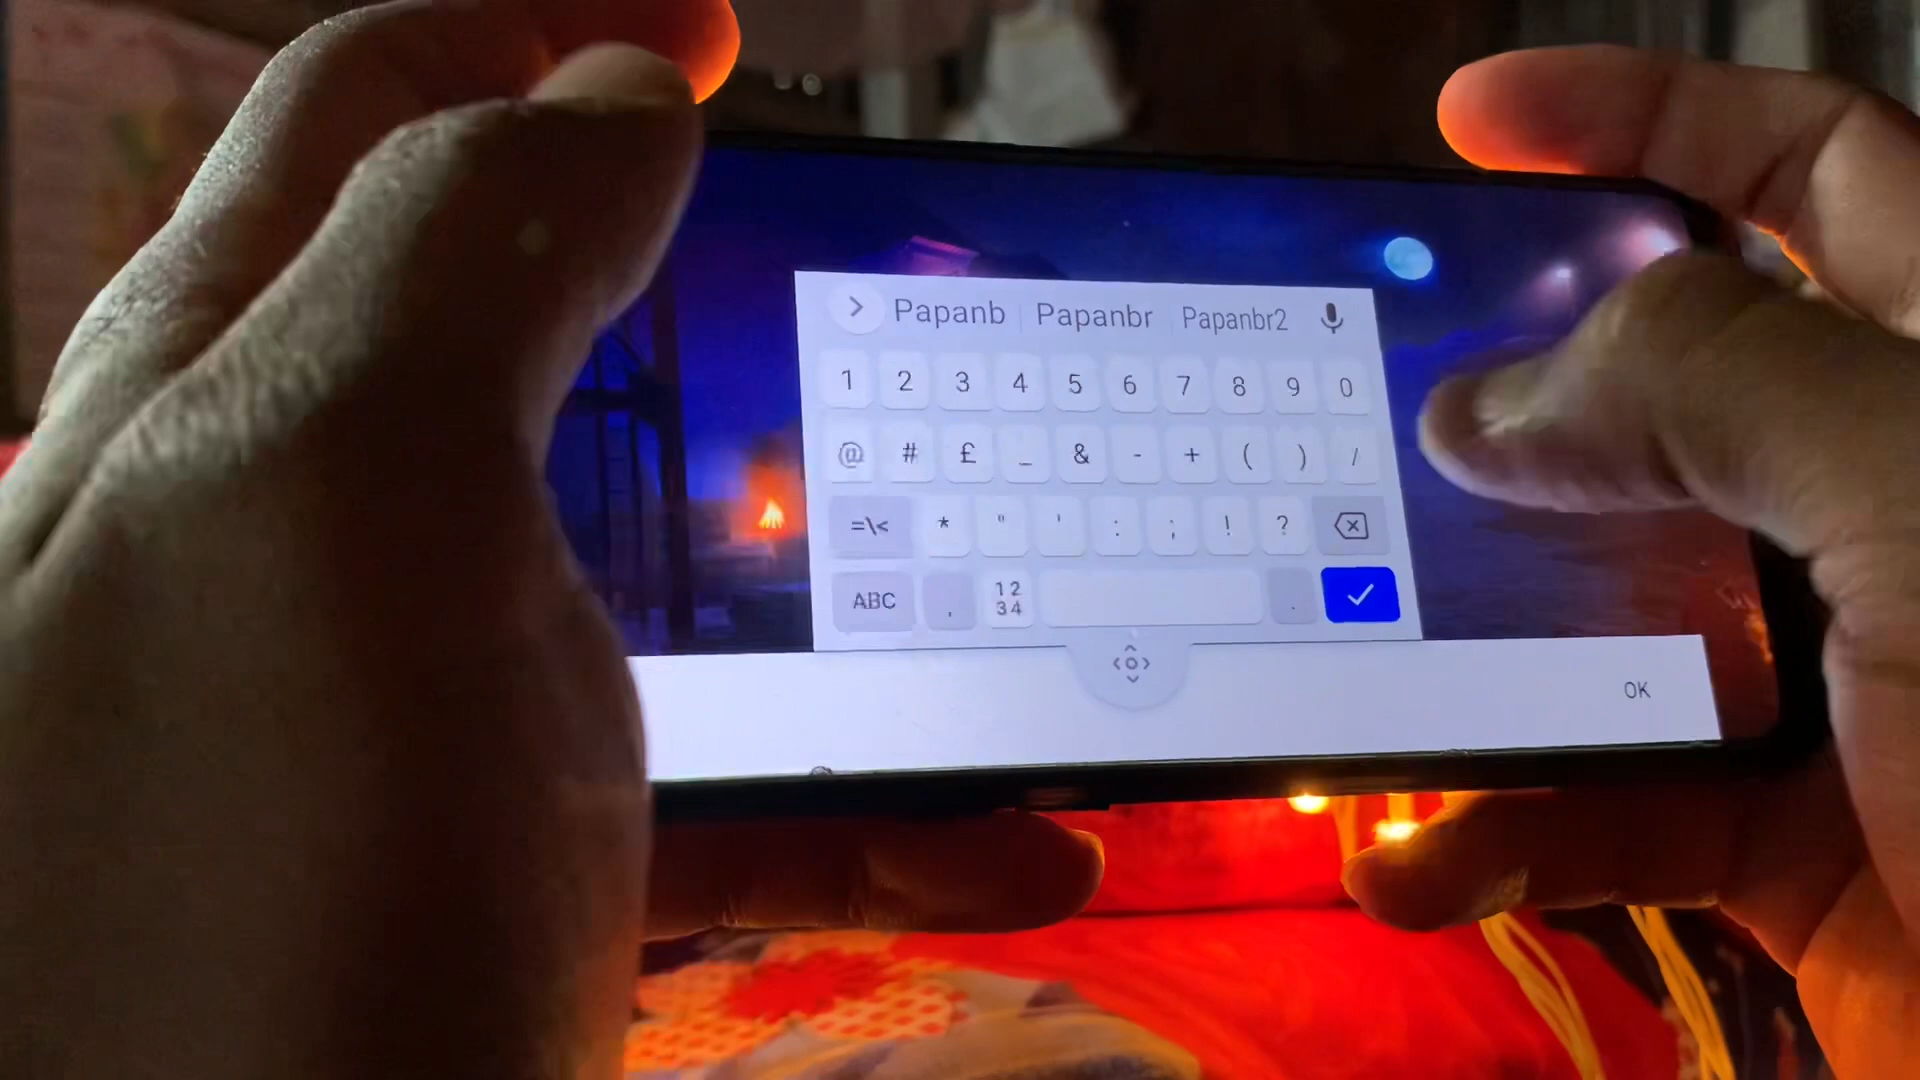 > Papanb Papanbr Papanbr2
1 2 3 4 5 6 7 8 9 0
@ # £ _ & - + ( ) /
=\< * " ' : ; ! ?
ABC , 12 34 .
OK